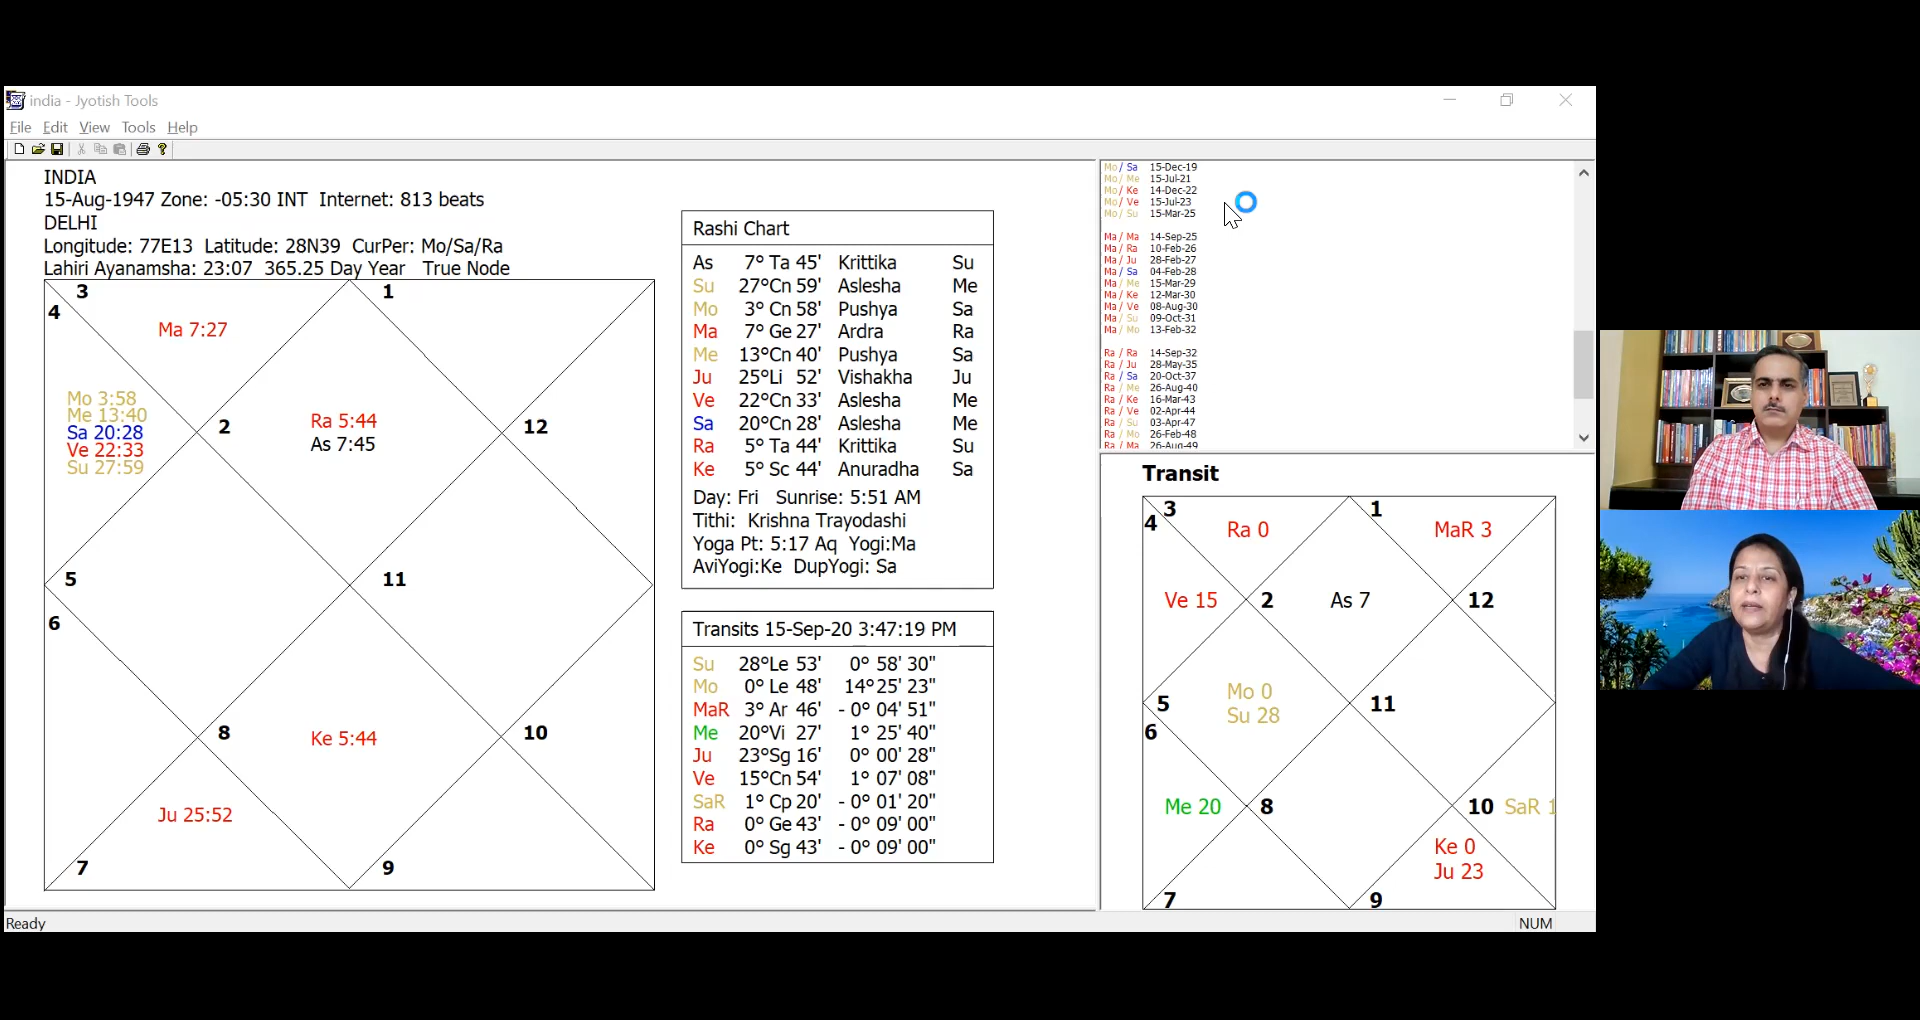 india - Jyotish Tools
File Edit View Tools Help
INDIA
15-Aug-1947 Zone: -05:30 INT Internet: 813 beats
DELHI
Longitude: 77E13 Latitude: 28N39 CurPer: Mo/Sa/Ra
Lahiri Ayanamsha: 23:07 365.25 Day Year True Node
3
1
4
Ma 7:27
Mo 3:58
Me 13:40
Sa 20:28
Ve 22:33
Su 27:59
2
Ra 5:44
As 7:45
12
5
11
6
8
Ke 5:44
10
Ju 25:52
7
9
Rashi Chart
As 7° Ta 45' Krittika Su
Su 27°Cn 59' Aslesha Me
Mo 3° Cn 58' Pushya Sa
Ma 7° Ge 27' Ardra Ra
Me 13°Cn 40' Pushya Sa
Ju 25°Li 52' Vishakha Ju
Ve 22°Cn 33' Aslesha Me
Sa 20°Cn 28' Aslesha Me
Ra 5° Ta 44' Krittika Su
Ke 5° Sc 44' Anuradha Sa
Day: Fri Sunrise: 5:51 AM
Tithi: Krishna Trayodashi
Yoga Pt: 5:17 Aq Yogi:Ma
AviYogi:Ke DupYogi: Sa
Transits 15-Sep-20 3:47:19 PM
Su 28°Le 53' 0° 58' 30"
Mo 0° Le 48' 14° 25' 23"
MaR 3° Ar 46' - 0° 04' 51"
Me 20°Vi 27' 1° 25' 40"
Ju 23°Sg 16' 0° 00' 28"
Ve 15°Cn 54' 1° 07' 08"
SaR 1° Cp 20' - 0° 01' 20"
Ra 0° Ge 43' - 0° 09' 00"
Ke 0° Sg 43' - 0° 09' 00"
Mo/ Sa 15-Dec-19
Mo/ Me 15-Jul-21
Mo/ Ke 14-Dec-22
Mo/ Ve 15-Jul-23
Mo/ Su 15-Mar-25
Ma/ Ma 14-Sep-25
Ma/ Ra 10-Feb-26
Ma/ Ju 28-Feb-27
Ma/ Sa 04-Feb-28
Ma/ Me 15-Mar-29
Ma/ Ke 12-Mar-30
Ma/ Ve 08-Aug-30
Ma/ Su 09-Oct-31
Ma/ Mo 13-Feb-32
Ra / Ra 14-Sep-32
Ra / Ju 28-May-35
Ra / Sa 20-Oct-37
Ra / Me 26-Aug-40
Ra / Ke 16-Mar-43
Ra / Ve 02-Apr-44
Ra / Su 03-Apr-47
Ra / Mo 26-Feb-48
Ra / Ma 26-Aug-49
Transit
3
1
4
Ra 0
MaR 3
Ve 15
2
As 7
12
Mo 0
Su 28
5
11
6
Me 20
8
10
SaR 1
Ke 0
Ju 23
7
9
Ready
NUM